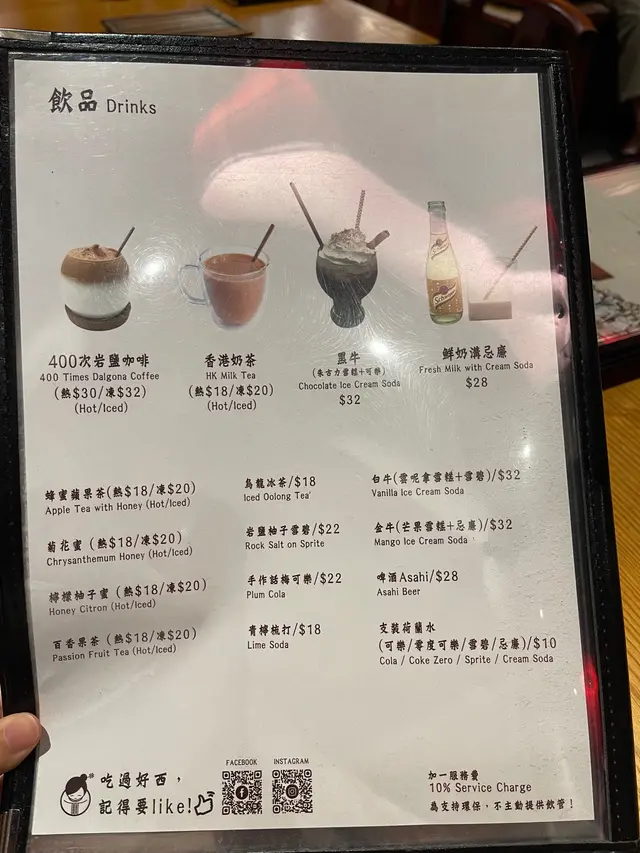 飲品 Drinks
400次岩鹽咖啡
400 Times Dalgona Coffee
(熱$30/凍$32)
(Hot/Iced)
香港奶茶
HK Milk Tea
(熱$18/凍$20)
(Hot/Iced)
黑牛
(朱古力雪糕+可樂)
Chocolate Ice Cream Soda
$32
鮮奶溝忌廉
Fresh Milk with Cream Soda
$28
蜂蜜蘋果茶(熱$18/凍$20)
Apple Tea with Honey (Hot/Iced)
菊花蜜 (熱$18/凍$20)
Chrysanthemum Honey (Hot/Iced)
檸檬柚子蜜 (熱$18/凍$20)
Honey Citron (Hot/Iced)
百香果茶 (熱$18/凍$20)
Passion Fruit Tea (Hot/Iced)
烏龍冰茶/$18
Iced Oolong Tea
岩鹽柚子雪碧/$22
Rock Salt on Sprite
手作話梅可樂/$22
Plum Cola
青檸梳打/$18
Lime Soda
白牛(雲呢拿雪糕+雪碧)/$32
Vanilla Ice Cream Soda
金牛(芒果雪糕+忌廉)/$32
Mango Ice Cream Soda
啤酒Asahi/$28
Asahi Beer
支裝荷蘭水
(可樂/零度可樂/雪碧/忌廉)/$10
Cola / Coke Zero / Sprite / Cream Soda
吃過好西，
記得要like!
FACEBOOK
INSTAGRAM
加一服務費
10% Service Charge
為支持環保，不主動提供飲管！